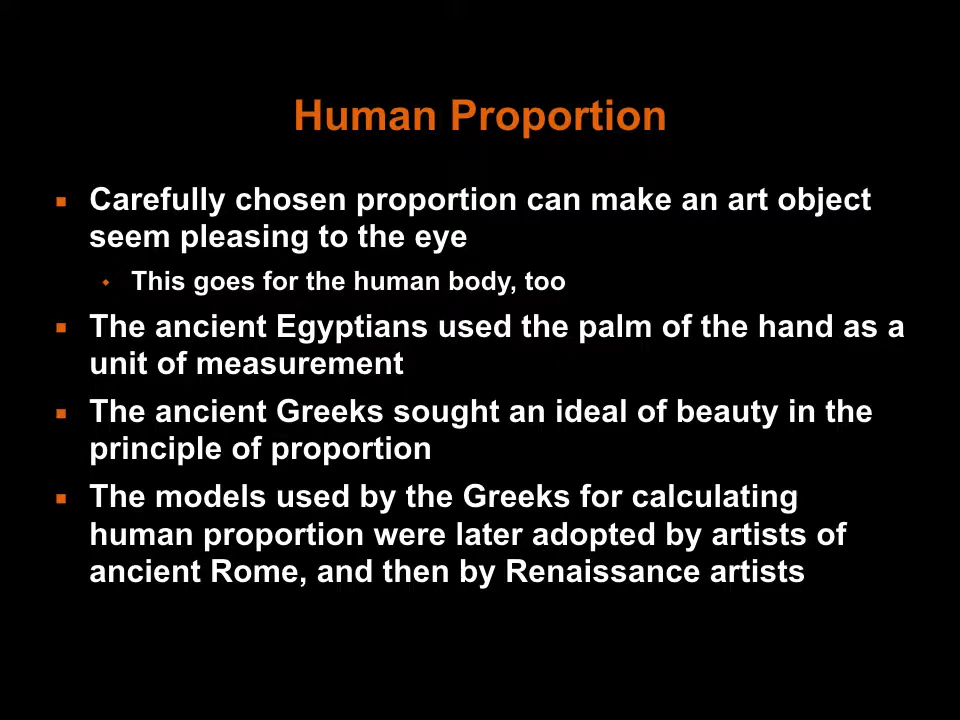 Human Proportion
Carefully chosen proportion can make an art object
seem pleasing to the eye
This goes for the human body, too
The ancient Egyptians used the palm of the hand as a
unit of measurement
The ancient Greeks sought an ideal of beauty in the
principle of proportion
The models used by the Greeks for calculating
human proportion were later adopted by artists of
ancient Rome, and then by Renaissance artists